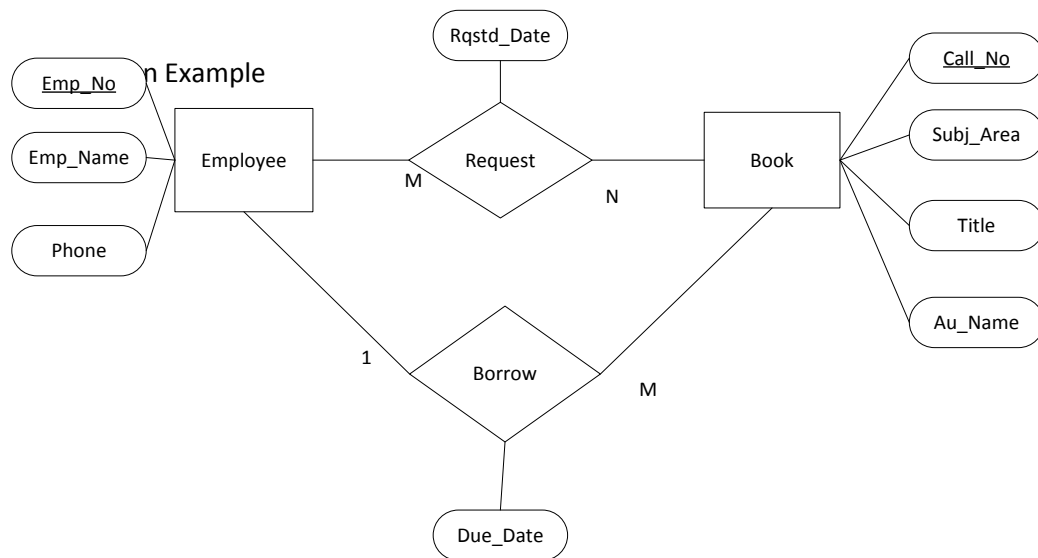 Rqstd_Date
Emp_No
n Example
Call_No
Emp_Name
Employee
Request
Book
Subj_Area
M
N
Phone
Title
Au_Name
1
Borrow
M
Due_Date